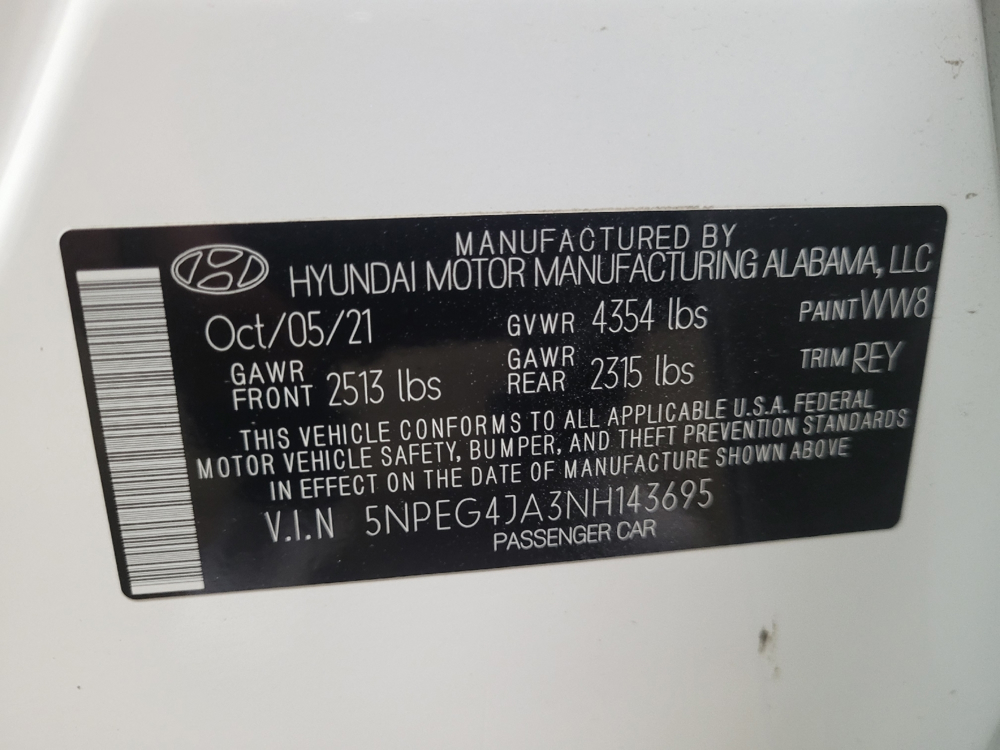 MANUFACTURED BY
HYUNDAI MOTOR MANUFACTURING ALABAMA, LLC
Oct/05/21 GVWR 4354 lbs PAINT WW8
GAWR FRONT 2513 lbs GAWR REAR 2315 lbs TRIM REY
THIS VEHICLE CONFORMS TO ALL APPLICABLE U.S.A. FEDERAL
MOTOR VEHICLE SAFETY, BUMPER, AND THEFT PREVENTION STANDARDS
IN EFFECT ON THE DATE OF MANUFACTURE SHOWN ABOVE
V.I.N 5NPEG4JA3NH143695
PASSENGER CAR